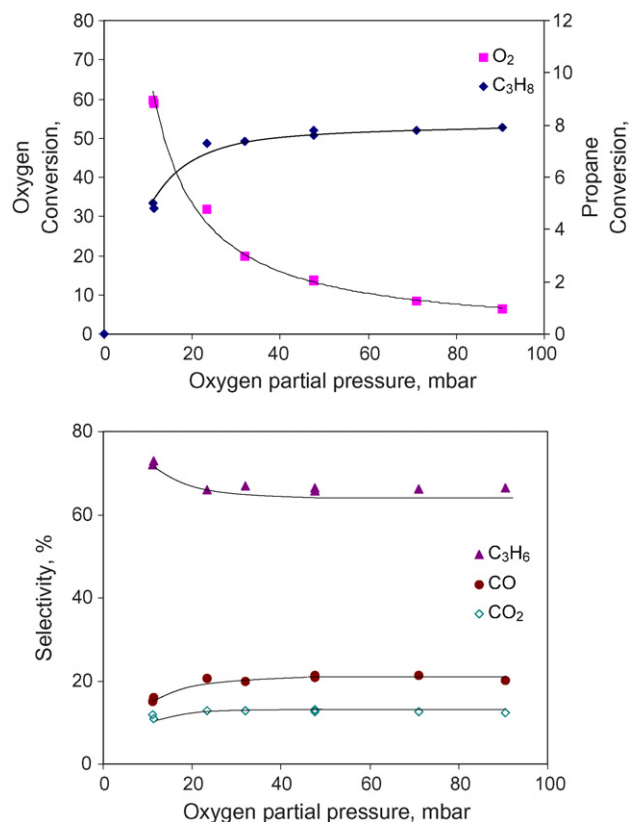 80
70
60
50
40
30
20
10
0
Oxygen
Conversion,
12
10
8
6
4
2
0
Propane
Conversion,
O₂
C₃H₈
0 20 40 60 80 100
Oxygen partial pressure, mbar
80
60
40
20
0
Selectivity, %
C₃H₆
CO
CO₂
0 20 40 60 80 100
Oxygen partial pressure, mbar